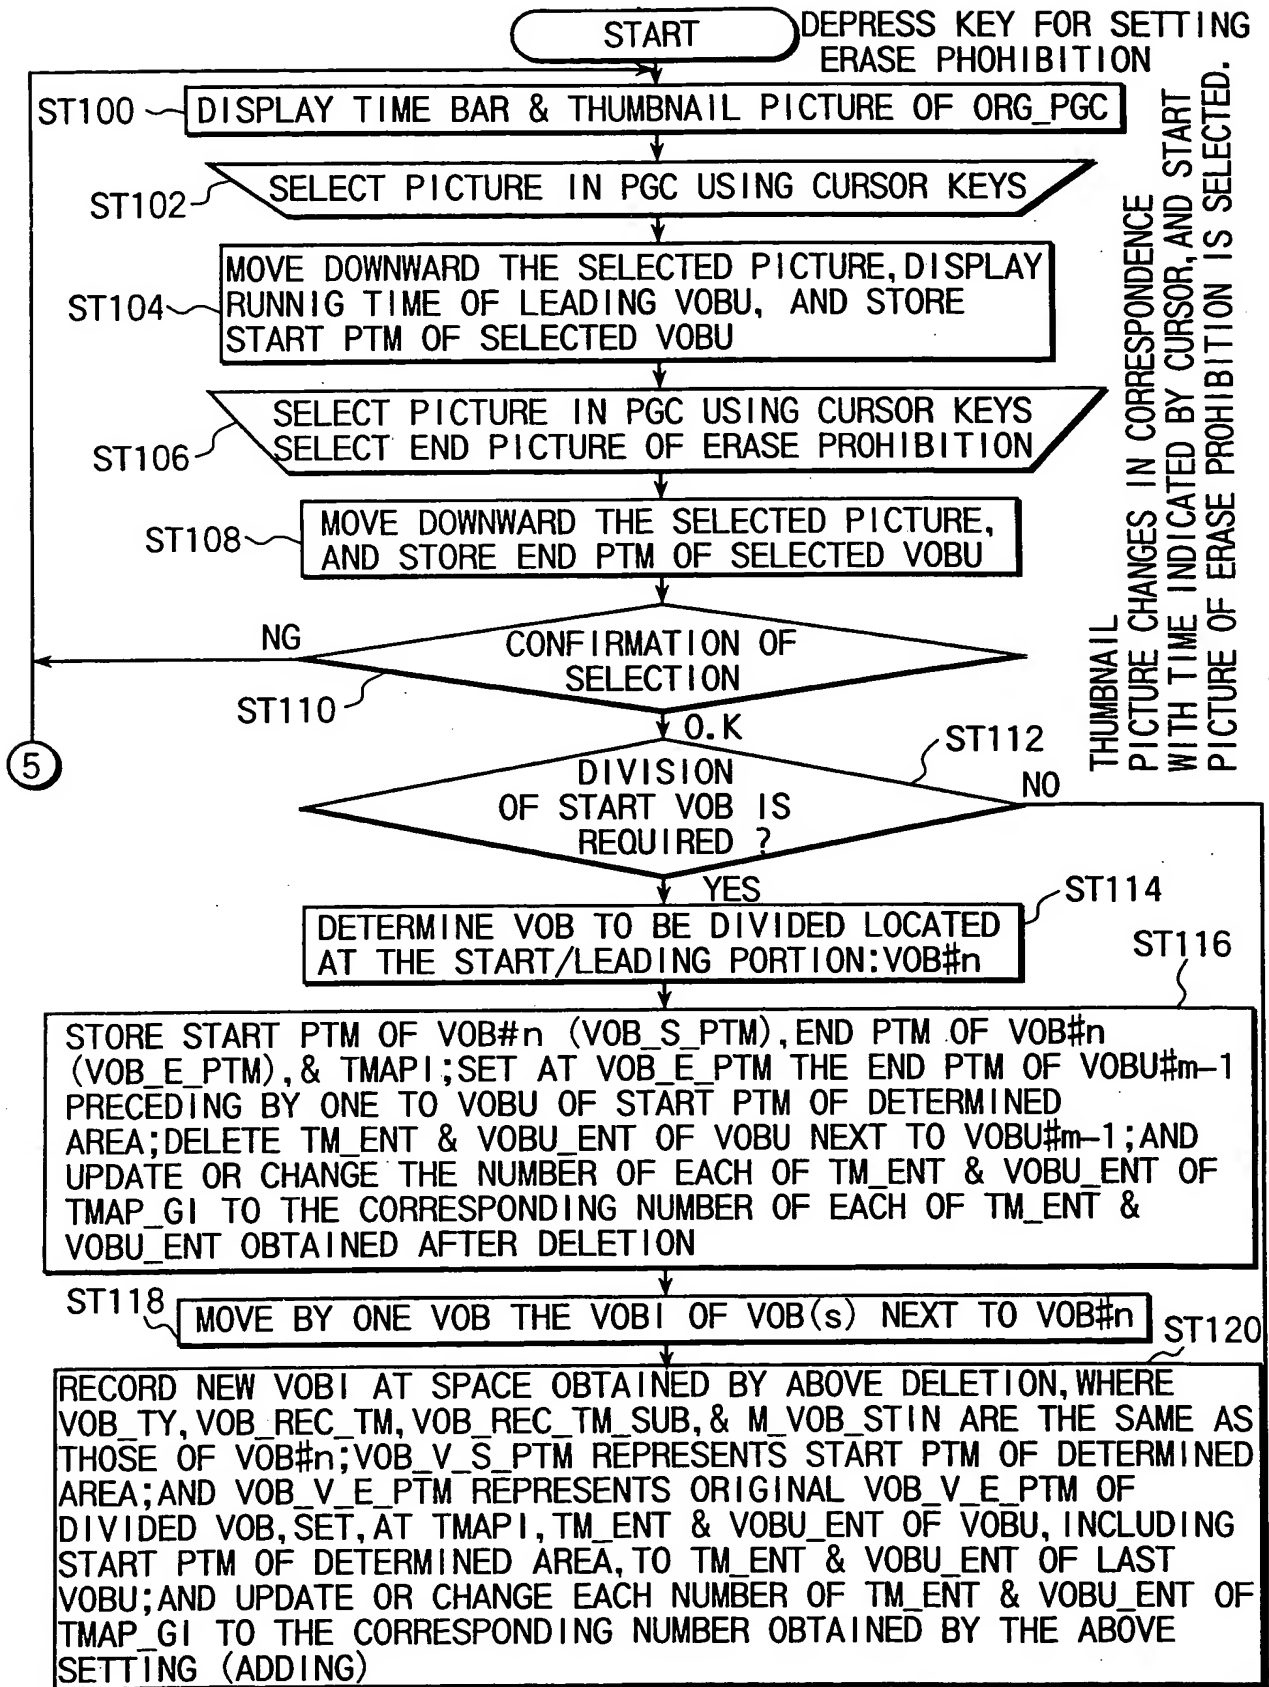 START
DEPRESS KEY FOR SETTING
ERASE PHOHIBITION
ST100
DISPLAY TIME BAR & THUMBNAIL PICTURE OF ORG_PGC
ST102
SELECT PICTURE IN PGC USING CURSOR KEYS
ST104
MOVE DOWNWARD THE SELECTED PICTURE, DISPLAY
RUNNIG TIME OF LEADING VOBU, AND STORE
START PTM OF SELECTED VOBU
ST106
SELECT PICTURE IN PGC USING CURSOR KEYS
SELECT END PICTURE OF ERASE PROHIBITION
ST108
MOVE DOWNWARD THE SELECTED PICTURE,
AND STORE END PTM OF SELECTED VOBU
THUMBNAIL
PICTURE CHANGES IN CORRESPONDENCE
WITH TIME INDICATED BY CURSOR, AND START
PICTURE OF ERASE PROHIBITION IS SELECTED.
NG
CONFIRMATION OF
SELECTION
ST110
O.K
5
ST112
DIVISION
OF START VOB IS
REQUIRED ?
NO
YES
ST114
DETERMINE VOB TO BE DIVIDED LOCATED
AT THE START/LEADING PORTION:VOB#n
ST116
STORE START PTM OF VOB#n (VOB_S_PTM), END PTM OF VOB#n
(VOB_E_PTM), & TMAPI;SET AT VOB_E_PTM THE END PTM OF VOBU#m-1
PRECEDING BY ONE TO VOBU OF START PTM OF DETERMINED
AREA;DELETE TM_ENT & VOBU_ENT OF VOBU NEXT TO VOBU#m-1;AND
UPDATE OR CHANGE THE NUMBER OF EACH OF TM_ENT & VOBU_ENT OF
TMAP_GI TO THE CORRESPONDING NUMBER OF EACH OF TM_ENT &
VOBU_ENT OBTAINED AFTER DELETION
ST118
MOVE BY ONE VOB THE VOBI OF VOB(s) NEXT TO VOB#n
ST120
RECORD NEW VOBI AT SPACE OBTAINED BY ABOVE DELETION, WHERE
VOB_TY, VOB_REC_TM, VOB_REC_TM_SUB, & M_VOB_STIN ARE THE SAME AS
THOSE OF VOB#n;VOB_V_S_PTM REPRESENTS START PTM OF DETERMINED
AREA;AND VOB_V_E_PTM REPRESENTS ORIGINAL VOB_V_E_PTM OF
DIVIDED VOB, SET, AT TMAPI, TM_ENT & VOBU_ENT OF VOBU, INCLUDING
START PTM OF DETERMINED AREA, TO TM_ENT & VOBU_ENT OF LAST
VOBU;AND UPDATE OR CHANGE EACH NUMBER OF TM_ENT & VOBU_ENT OF
TMAP_GI TO THE CORRESPONDING NUMBER OBTAINED BY THE ABOVE
SETTING (ADDING)